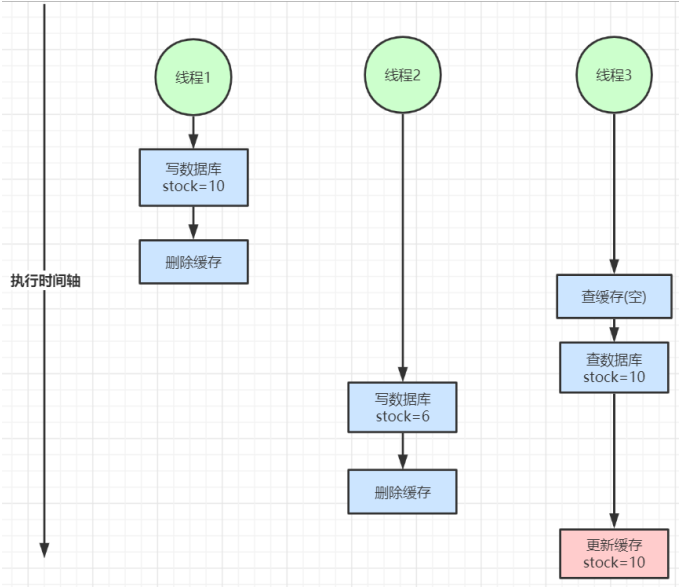 线程1
线程2
线程3
写数据库
stock=10
删除缓存
执行时间轴
查缓存(空)
查数据库
stock=10
写数据库
stock=6
删除缓存
更新缓存
stock=10